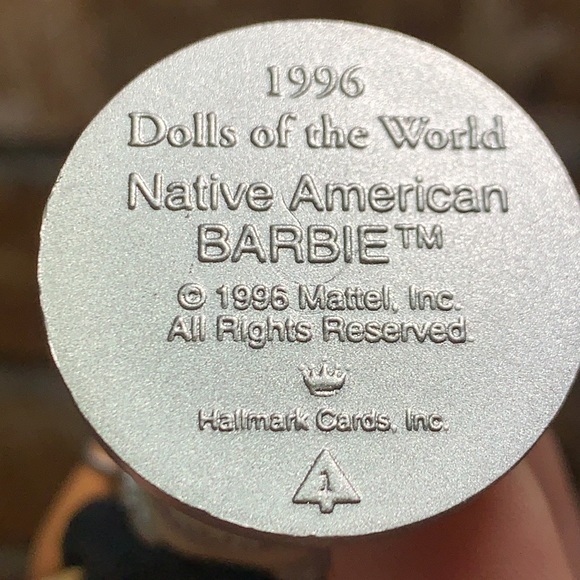 1996
Dolls of the World
Native American
BARBIE™
© 1996 Mattel, Inc.
All Rights Reserved.
Hallmark Cards, Inc.
1